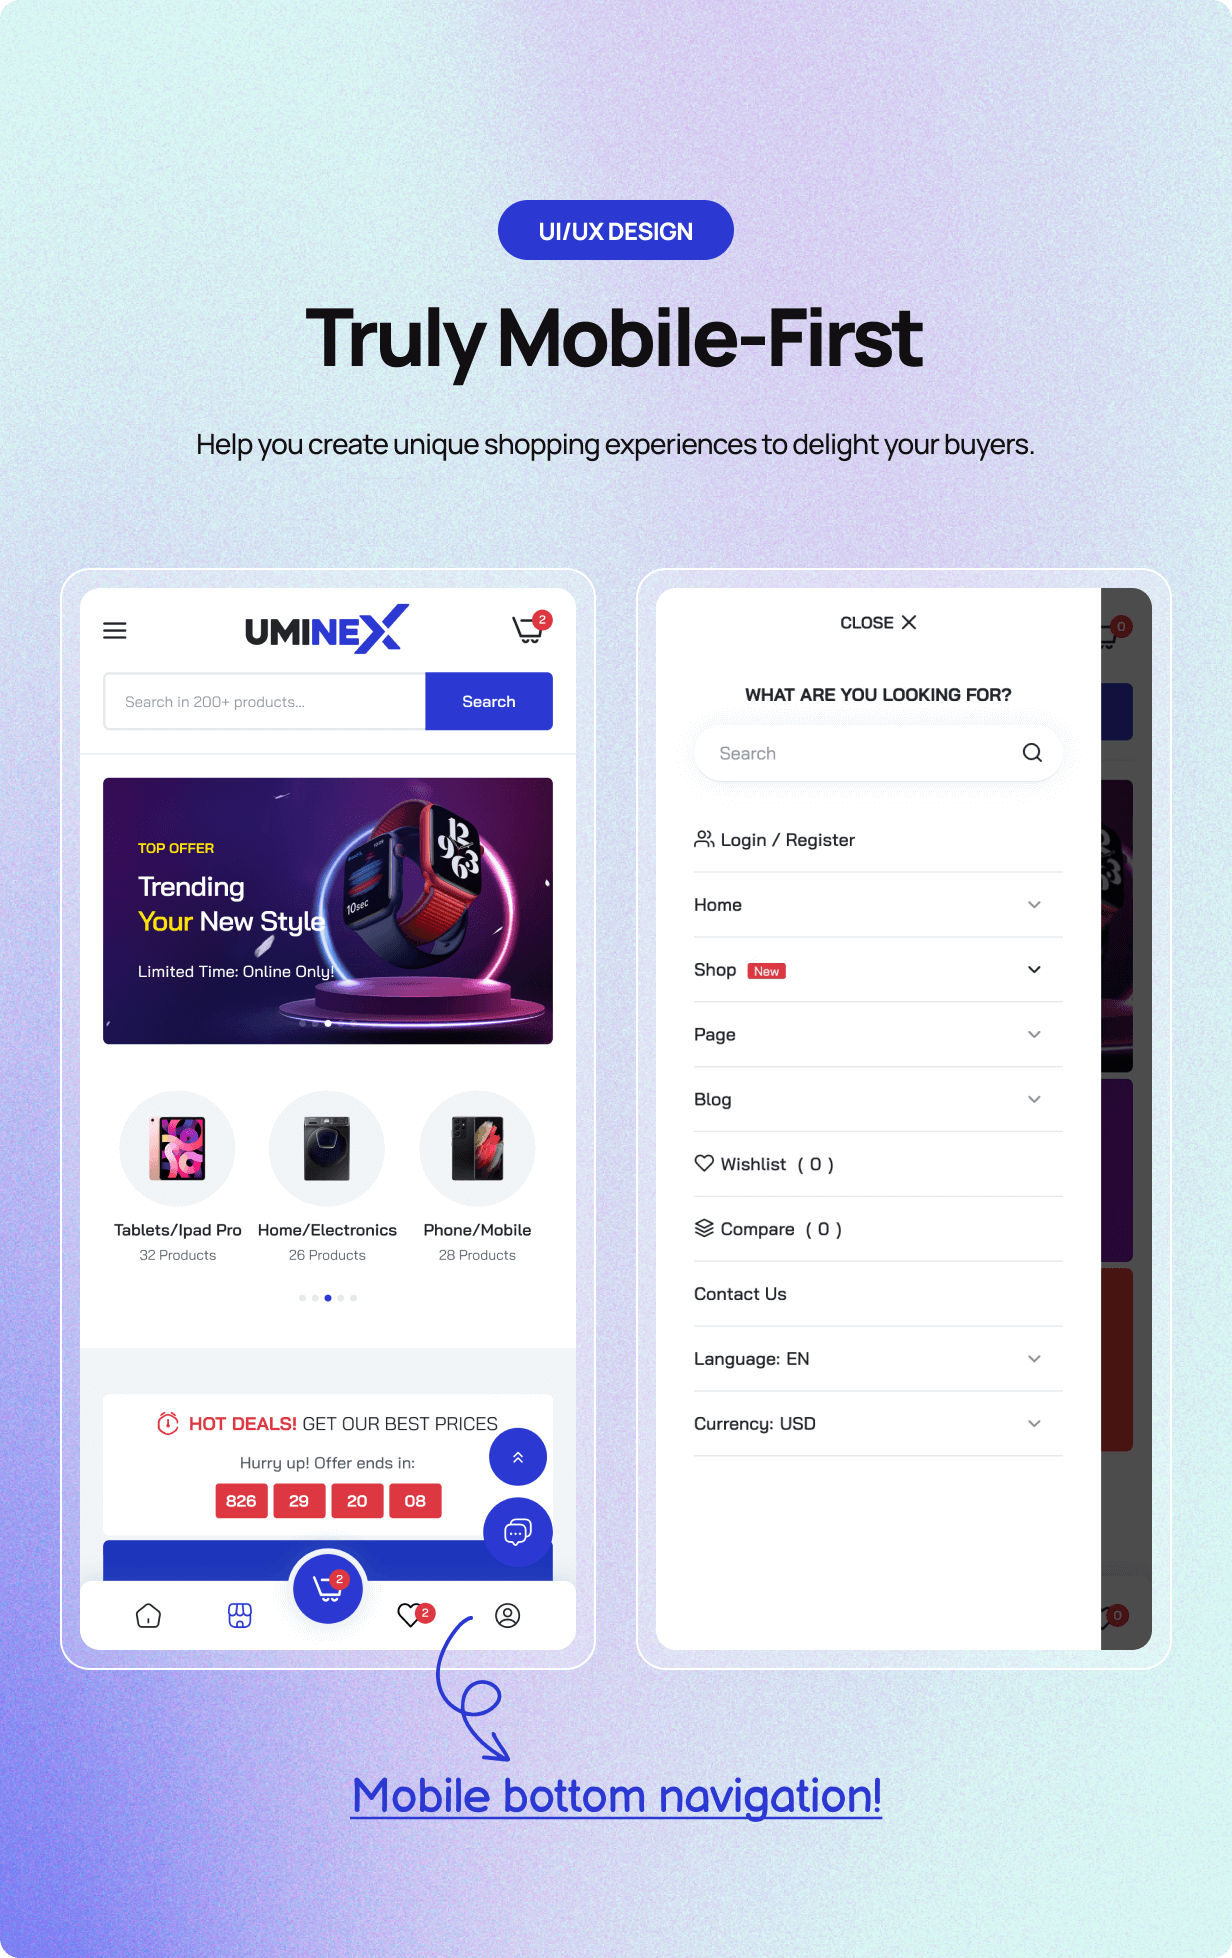 UI/UX DESIGN
Truly Mobile-First
Help you create unique shopping experiences to delight your buyers.
UMINEX
2
Search in 200+ products...
Search
TOP OFFER
Trending
Your New Style
Limited Time: Online Only!
10sec
Tablets/Ipad Pro
32 Products
Home/Electronics
26 Products
Phone/Mobile
28 Products
HOT DEALS! GET OUR BEST PRICES
Hurry up! Offer ends in:
826 29 20 08
2
2
CLOSE
0
WHAT ARE YOU LOOKING FOR?
Search
Login / Register
Home
Shop New
Page
Blog
Wishlist ( 0 )
Compare ( 0 )
Contact Us
Language: EN
Currency: USD
0
Mobile bottom navigation!